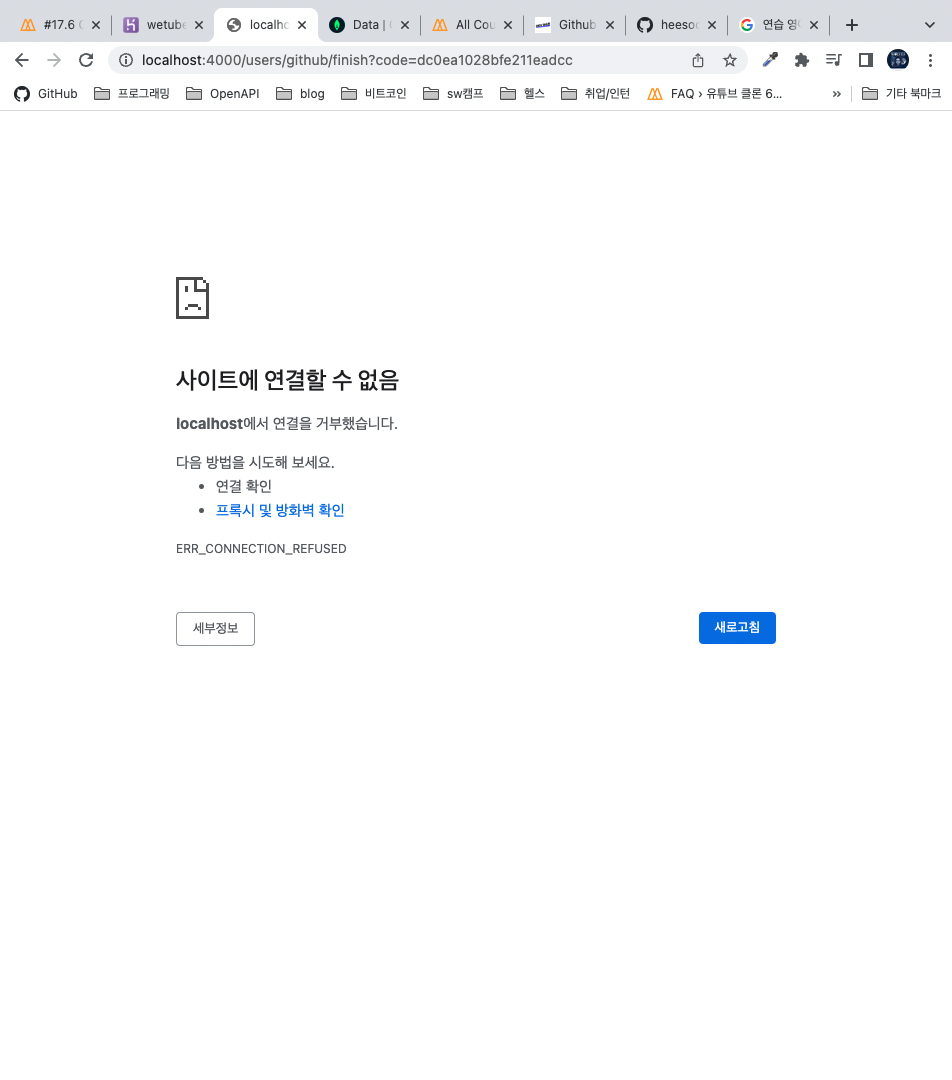 #17.6
wetube
localho
Data |
All Cou
Github
heesoo
연습
localhost:4000/users/github/finish?code=dc0ea1028bfe211eadcc
GitHub
프로그래밍
OpenAPI
blog
비트코인
sw캠프
헬스
취업/인턴
FAQ › 유튜브 클론 6...
»
기타 북마크
사이트에 연결할 수 없음
localhost에서 연결을 거부했습니다.
다음 방법을 시도해 보세요.
• 연결 확인
• 프록시 및 방화벽 확인
ERR_CONNECTION_REFUSED
세부정보
새로고침